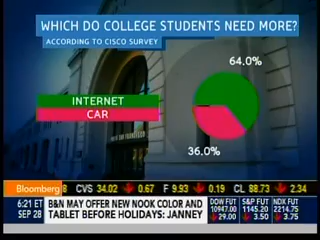 WHICH DO COLLEGE STUDENTS NEED MORE?
ACCORDING TO CISCO SURVEY
64.0%
INTERNET
CAR
36.0%
Bloomberg 8 CVS 34.02 0.67 F 9.93 0.19 CL 88.73 2.34
6:21 ET
SEP 28
B&N MAY OFFER NEW NOOK COLOR AND
TABLET BEFORE HOLIDAYS: JANNEY
DOW FUT
10947.00
29.00
S&P FUT
1145.20
3.50
NDX FUT
2214.75
3.75